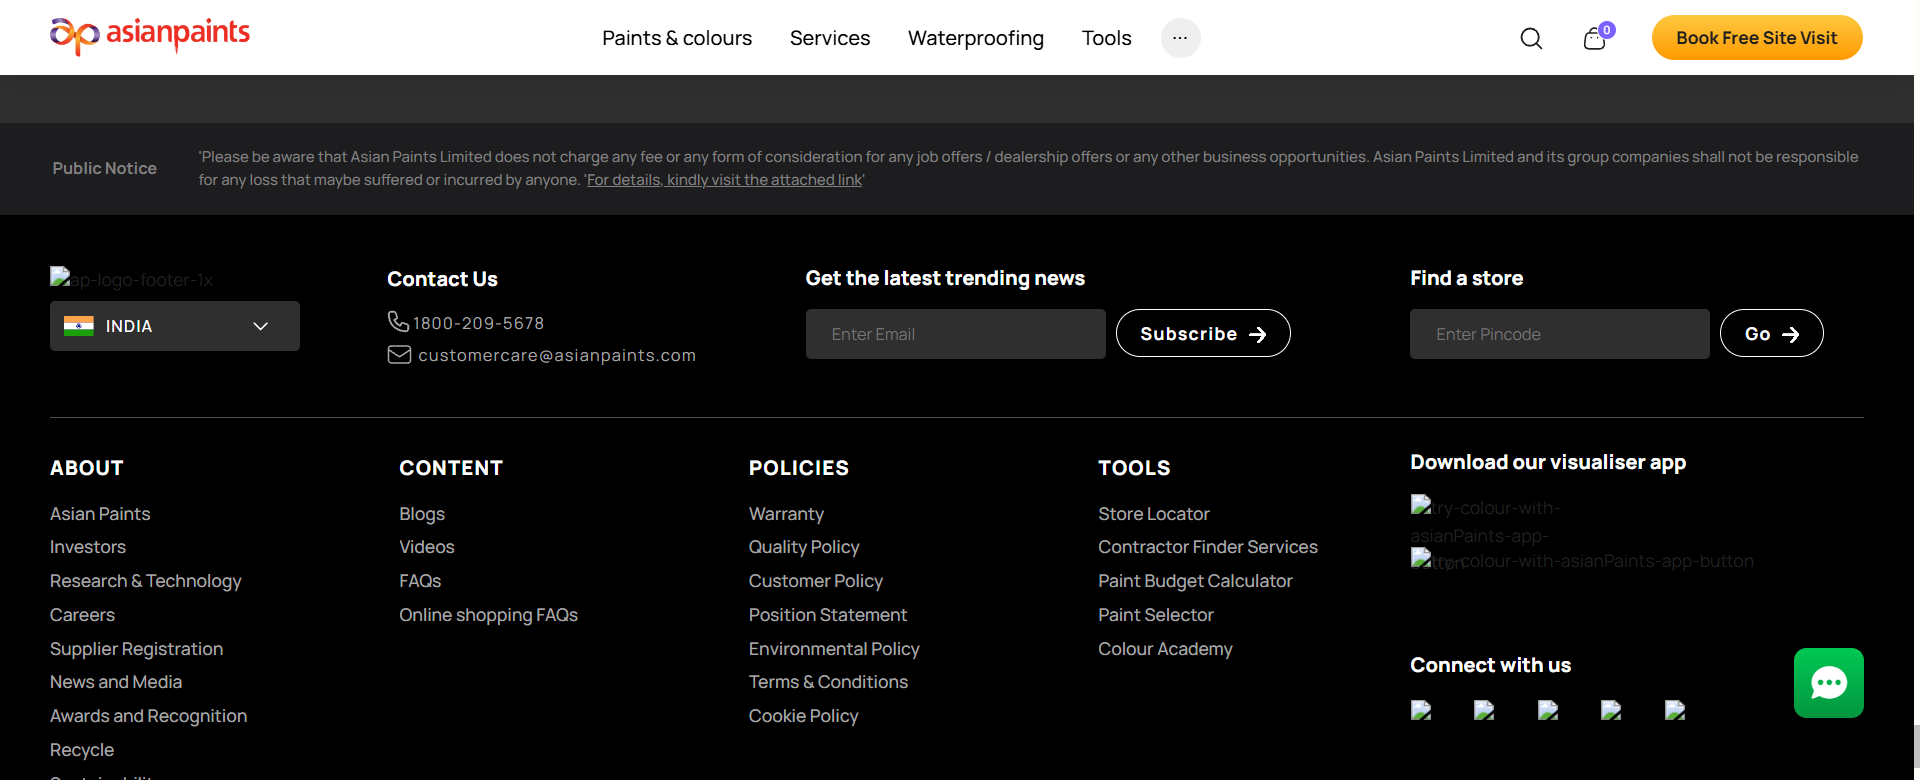 asianpaints
Paints & colours
Services
Waterproofing
Tools
...
0
Book Free Site Visit
Public Notice
'Please be aware that Asian Paints Limited does not charge any fee or any form of consideration for any job offers / dealership offers or any other business opportunities. Asian Paints Limited and its group companies shall not be responsible
for any loss that maybe suffered or incurred by anyone. 'For details, kindly visit the attached link'
ap-logo-footer-1x
INDIA
Contact Us
1800-209-5678
customercare@asianpaints.com
Get the latest trending news
Enter Email
Subscribe
Find a store
Enter Pincode
Go
ABOUT
Asian Paints
Investors
Research & Technology
Careers
Supplier Registration
News and Media
Awards and Recognition
Recycle
CONTENT
Blogs
Videos
FAQs
Online shopping FAQs
POLICIES
Warranty
Quality Policy
Customer Policy
Position Statement
Environmental Policy
Terms & Conditions
Cookie Policy
TOOLS
Store Locator
Contractor Finder Services
Paint Budget Calculator
Paint Selector
Colour Academy
Download our visualiser app
try-colour-with-
asianPaints-app-
button
try-colour-with-asianPaints-app-button
Connect with us